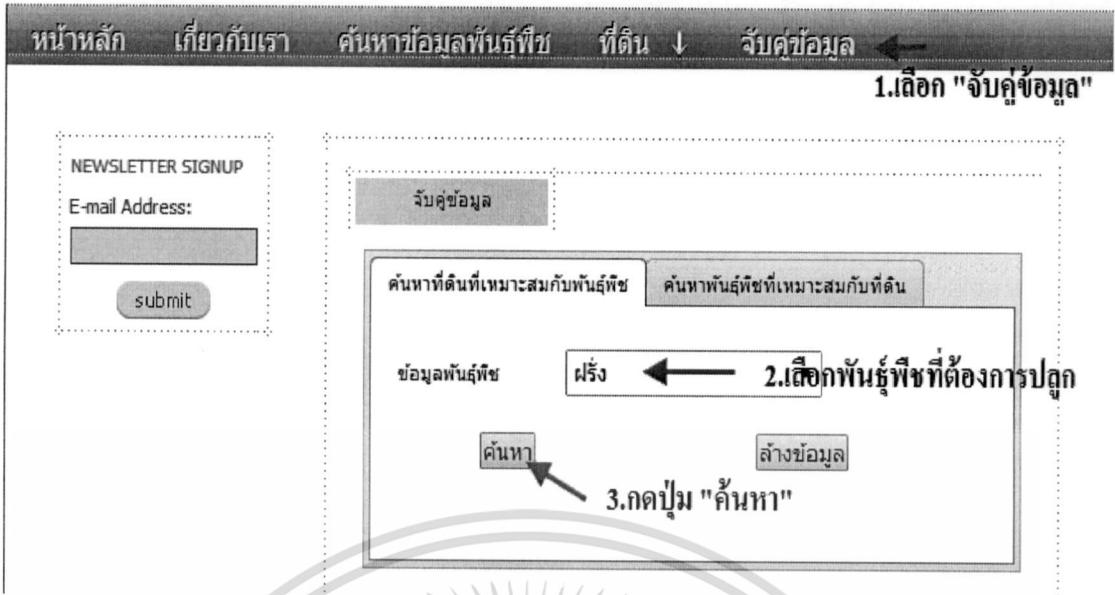 หน้าหลัก เกี่ยวกับเรา ค้นหาข้อมูลพันธุ์พืช ที่ดิน ↓ จับคู่ข้อมูล
1.เลือก "จับคู่ข้อมูล"
NEWSLETTER SIGNUP
E-mail Address:
submit
จับคู่ข้อมูล
ค้นหาที่ดินที่เหมาะสมกับพันธุ์พืช ค้นหาพันธุ์พืชที่เหมาะสมกับที่ดิน
ข้อมูลพันธุ์พืช ฝรั่ง 2.เลือกพันธุ์พืชที่ต้องการปลูก
ค้นหา ล้างข้อมูล
3.กดปุ่ม "ค้นหา"